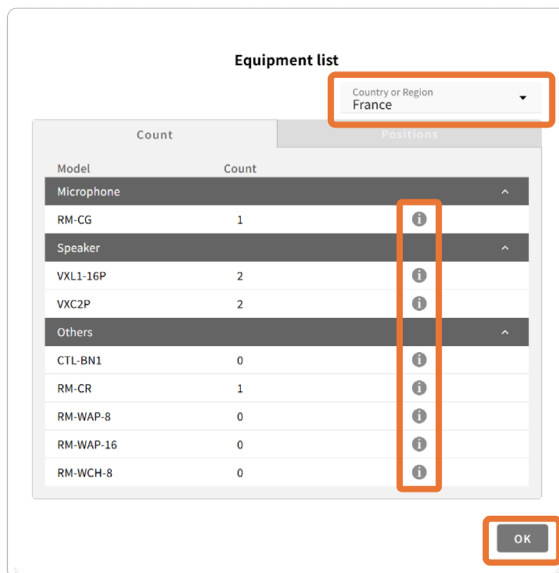 Equipment list
Country or Region
France
Count Positions
Model Count
Microphone
RM-CG 1
Speaker
VXL1-16P 2
VXC2P 2
Others
CTL-BN1 0
RM-CR 1
RM-WAP-8 0
RM-WAP-16 0
RM-WCH-8 0
OK